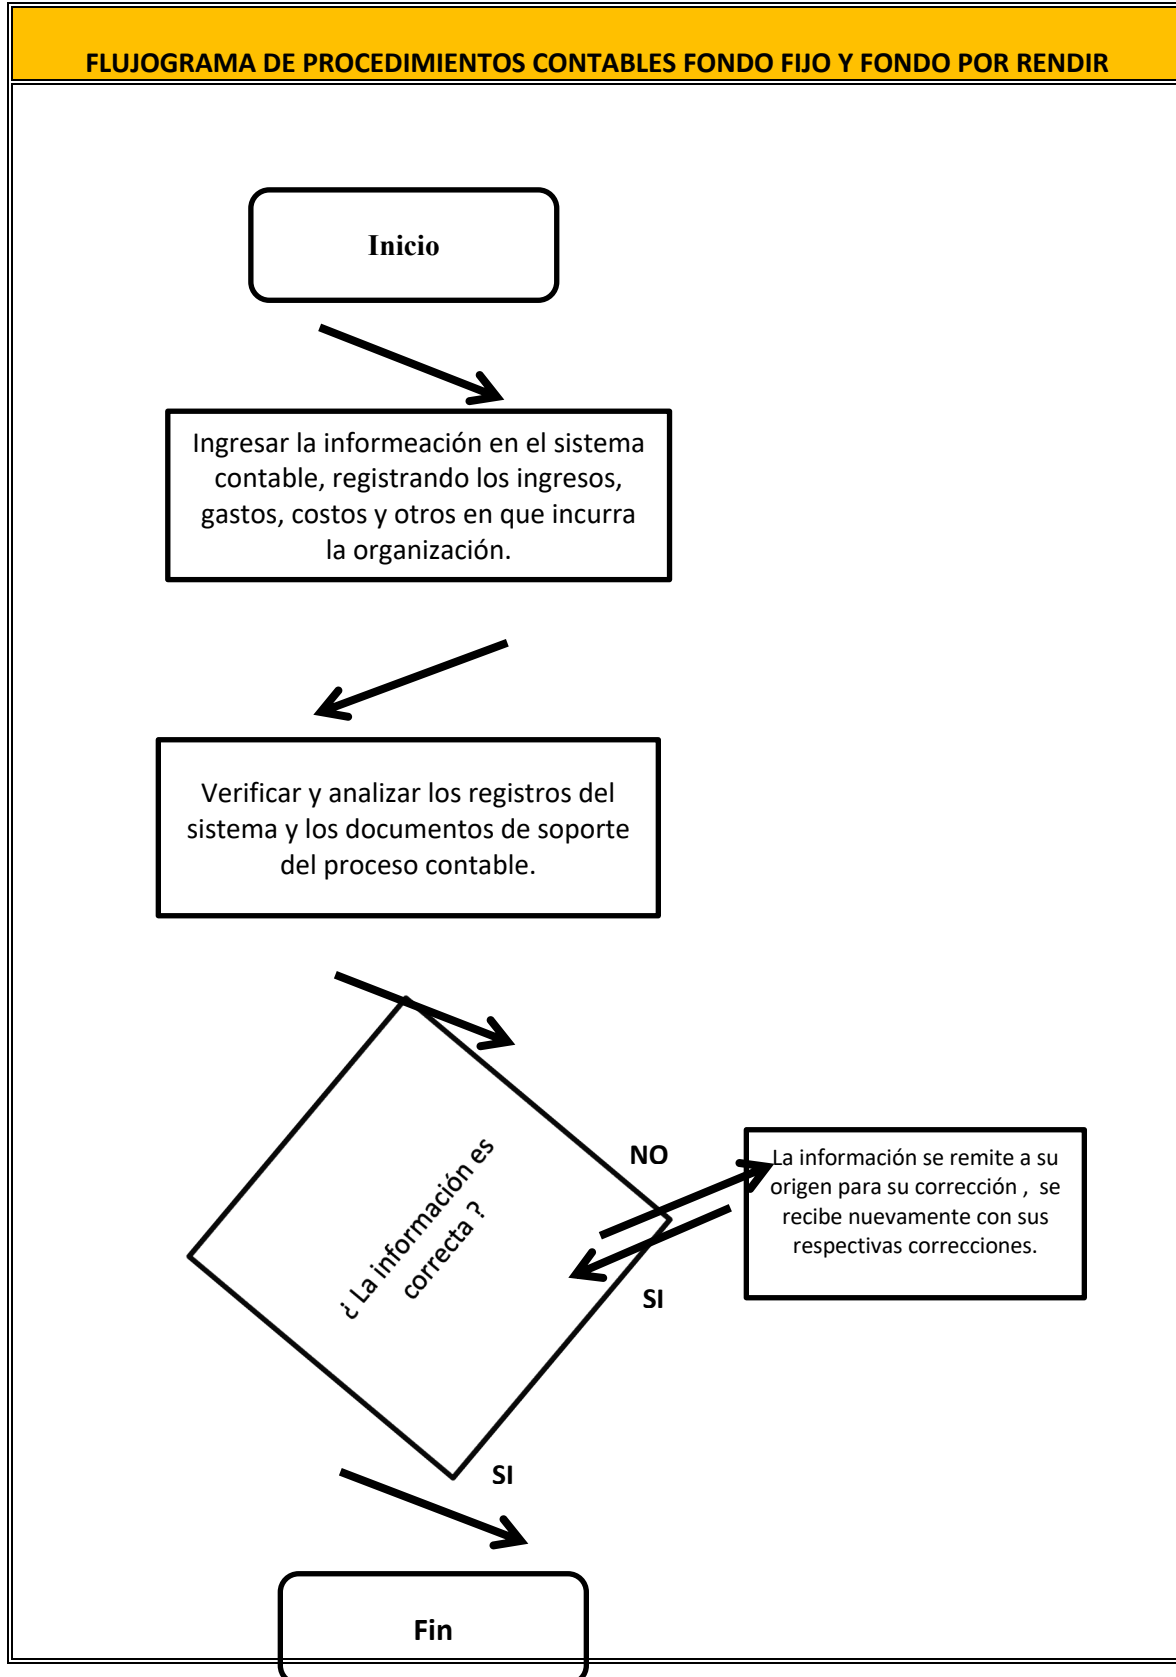 FLUJOGRAMA DE PROCEDIMIENTOS CONTABLES FONDO FIJO Y FONDO POR RENDIR
Inicio
Ingresar la informeación en el sistema
contable, registrando los ingresos,
gastos, costos y otros en que incurra
la organización.
Verificar y analizar los registros del
sistema y los documentos de soporte
del proceso contable.
¿ La información es
correcta ?
NO
La información se remite a su
origen para su corrección ,  se
recibe nuevamente con sus
respectivas correcciones.
SI
SI
Fin